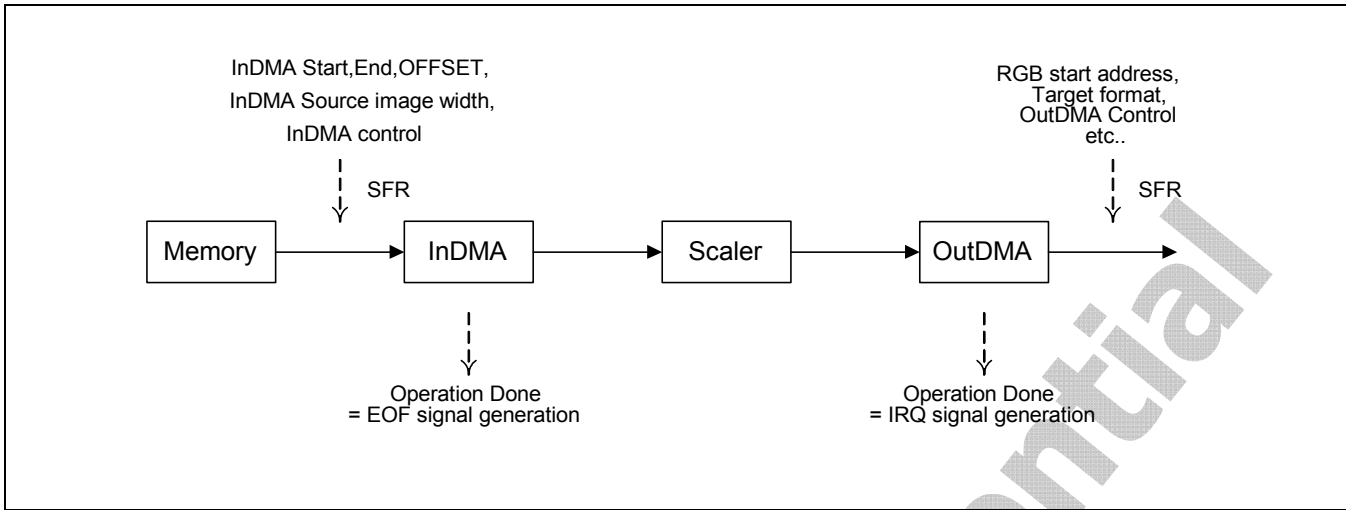 InDMA Start,End,OFFSET,
InDMA Source image width,
InDMA control
SFR
RGB start address,
Target format,
OutDMA Control
etc..
SFR
Memory
InDMA
Scaler
OutDMA
Operation Done
= EOF signal generation
Operation Done
= IRQ signal generation
ential